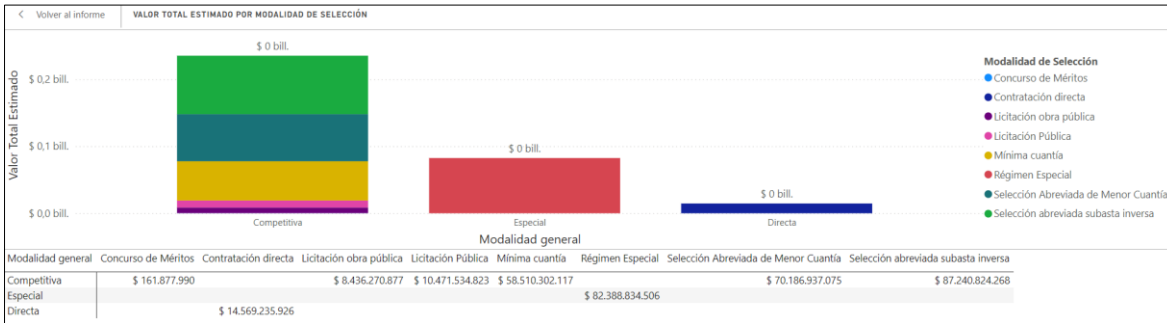 Volver al informe
VALOR TOTAL ESTIMADO POR MODALIDAD DE SELECCIÓN
Valor Total Estimado
$ 0,2 bill.
$ 0,1 bill.
$ 0,0 bill.
$ 0 bill.
$ 0 bill.
$ 0 bill.
Competitiva
Especial
Directa
Modalidad general
Modalidad de Selección
Concurso de Méritos
Contratación directa
Licitación obra pública
Licitación Pública
Mínima cuantía
Régimen Especial
Selección Abreviada de Menor Cuantía
Selección abreviada subasta inversa
Modalidad general Concurso de Méritos Contratación directa Licitación obra pública Licitación Pública Mínima cuantía Régimen Especial Selección Abreviada de Menor Cuantía Selección abreviada subasta inversa
Competitiva $ 161.877.990 $ 8.436.270.877 $ 10.471.534.823 $ 58.510.302.117 $ 70.186.937.075 $ 87.240.824.268
Especial $ 82.388.834.506
Directa $ 14.569.235.926